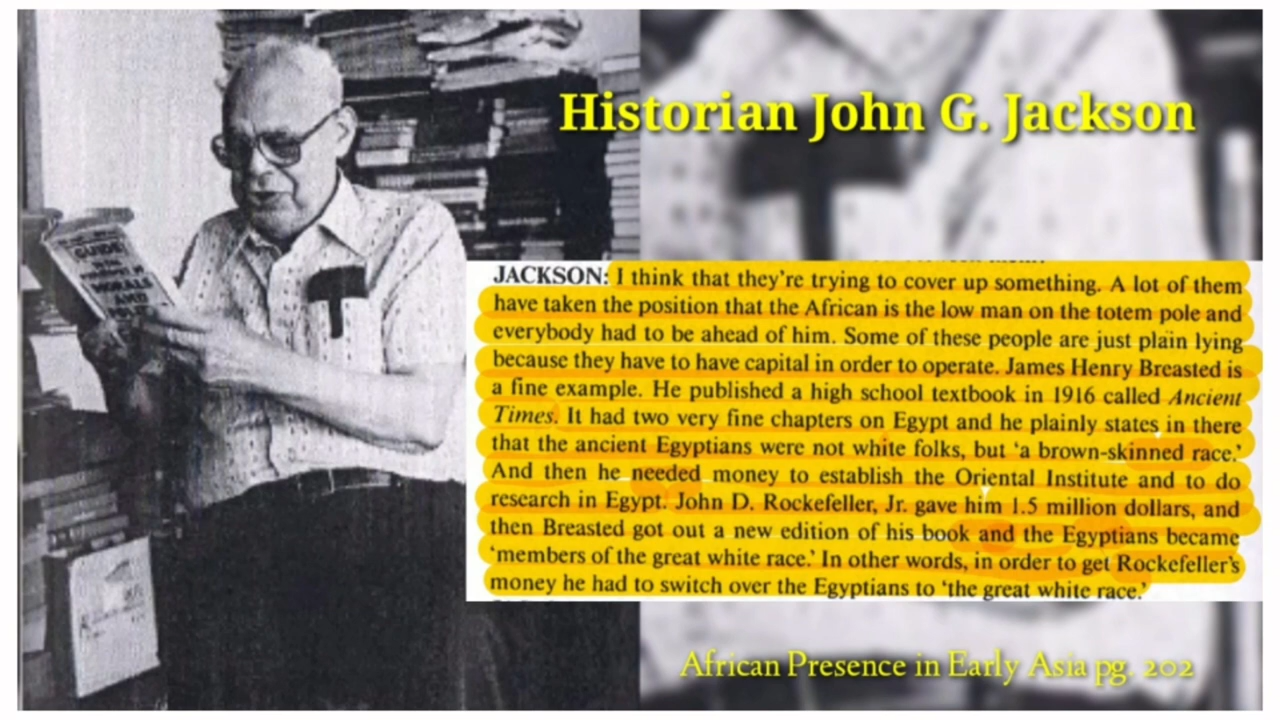 Historian John G. Jackson
GUIDE
MORALS
AND
JACKSON: I think that they're trying to cover up something. A lot of them
have taken the position that the African is the low man on the totem pole and
everybody had to be ahead of him. Some of these people are just plain lying
because they have to have capital in order to operate. James Henry Breasted is
a fine example. He published a high school textbook in 1916 called Ancient
Times. It had two very fine chapters on Egypt and he plainly states in there
that the ancient Egyptians were not white folks, but 'a brown-skinned race.'
And then he needed money to establish the Oriental Institute and to do
research in Egypt. John D. Rockefeller, Jr. gave him 1.5 million dollars, and
then Breasted got out a new edition of his book and the Egyptians became
'members of the great white race.' In other words, in order to get Rockefeller's
money he had to switch over the Egyptians to 'the great white race.'
African Presence in Early Asia pg. 202